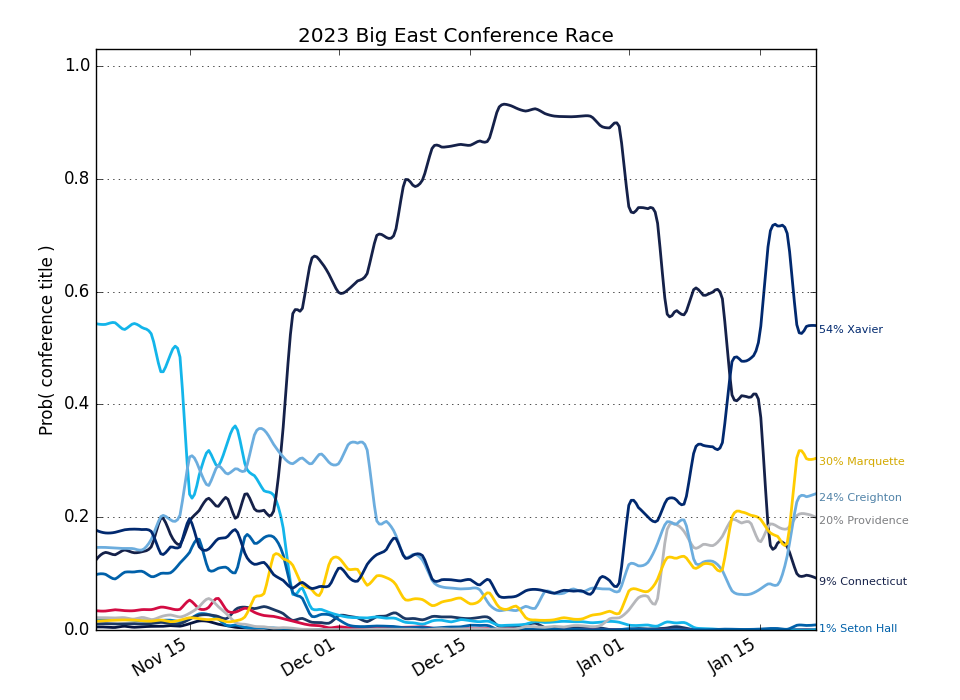 2023 Big East Conference Race
Prob( conference title )
1.0
0.8
0.6
0.4
0.2
0.0
Nov 15
Dec 01
Dec 15
Jan 01
Jan 15
54% Xavier
30% Marquette
24% Creighton
20% Providence
9% Connecticut
1% Seton Hall